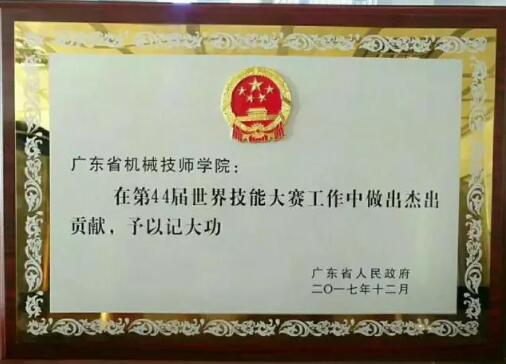 广东省机械技师学院：
在第44届世界技能大赛工作中做出杰出
贡献，予以记大功
广东省人民政府
二〇一七年十二月